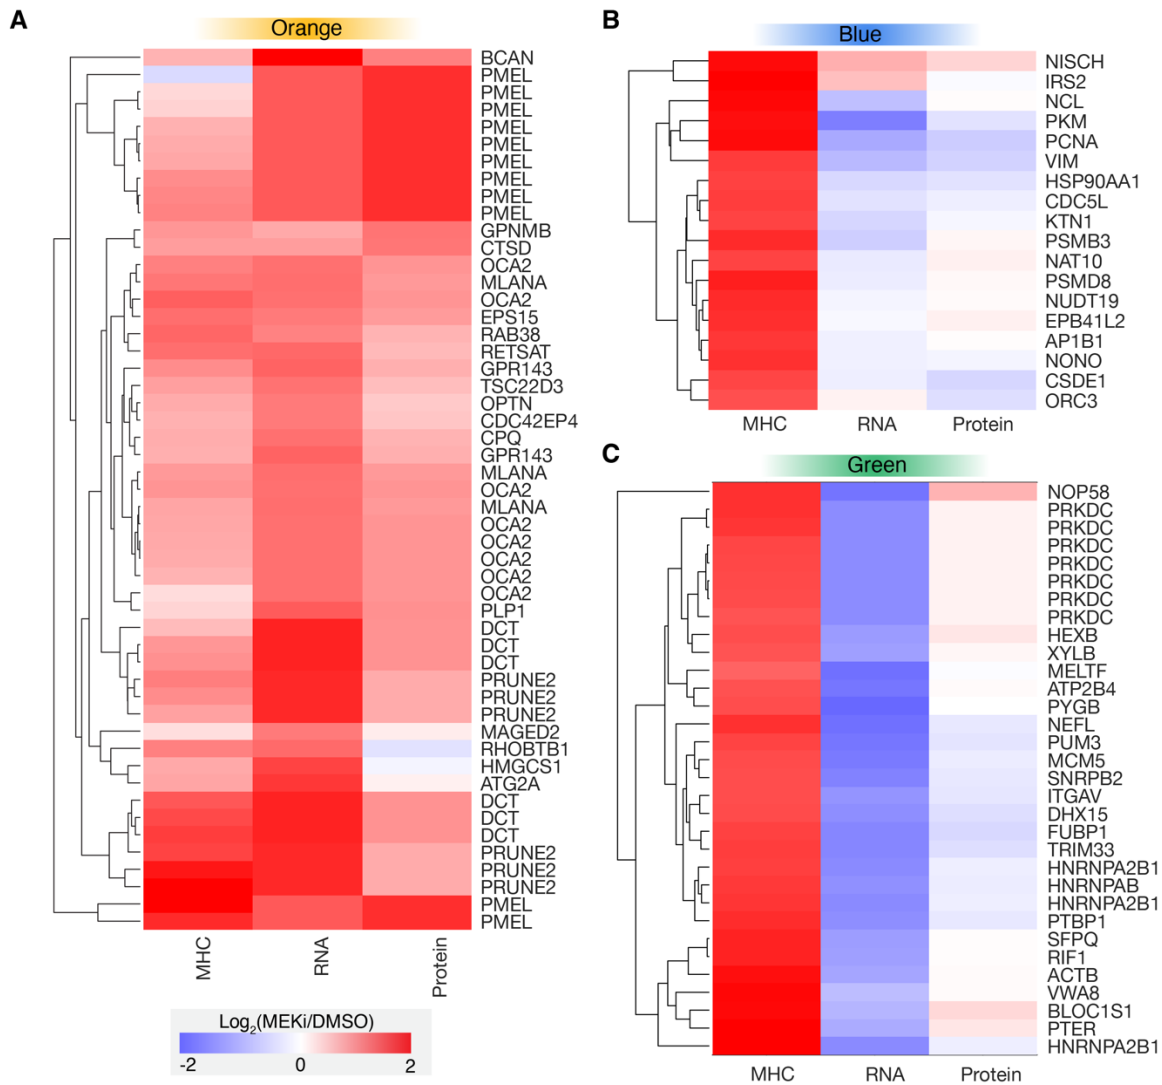 A
Orange
BCAN
PMEL
PMEL
PMEL
PMEL
PMEL
PMEL
PMEL
PMEL
PMEL
GPNMB
CTSD
OCA2
MLANA
OCA2
EPS15
RAB38
RETSAT
GPR143
TSC22D3
OPTN
CDC42EP4
CPQ
GPR143
MLANA
OCA2
MLANA
OCA2
OCA2
OCA2
OCA2
OCA2
PLP1
DCT
DCT
DCT
PRUNE2
PRUNE2
PRUNE2
MAGED2
RHOBTB1
HMGCS1
ATG2A
DCT
DCT
DCT
PRUNE2
PRUNE2
PRUNE2
PMEL
PMEL
MHC RNA Protein
Log2(MEKi/DMSO)
-2 0 2
B
Blue
NISCH
IRS2
NCL
PKM
PCNA
VIM
HSP90AA1
CDC5L
KTN1
PSMB3
NAT10
PSMD8
NUDT19
EPB41L2
AP1B1
NONO
CSDE1
ORC3
MHC RNA Protein
C
Green
NOP58
PRKDC
PRKDC
PRKDC
PRKDC
PRKDC
PRKDC
PRKDC
HEXB
XYLB
MELTF
ATP2B4
PYGB
NEFL
PUM3
MCM5
SNRPB2
ITGAV
DHX15
FUBP1
TRIM33
HNRNPA2B1
HNRNPAB
HNRNPA2B1
PTBP1
SFPQ
RIF1
ACTB
VWA8
BLOC1S1
PTER
HNRNPA2B1
MHC RNA Protein